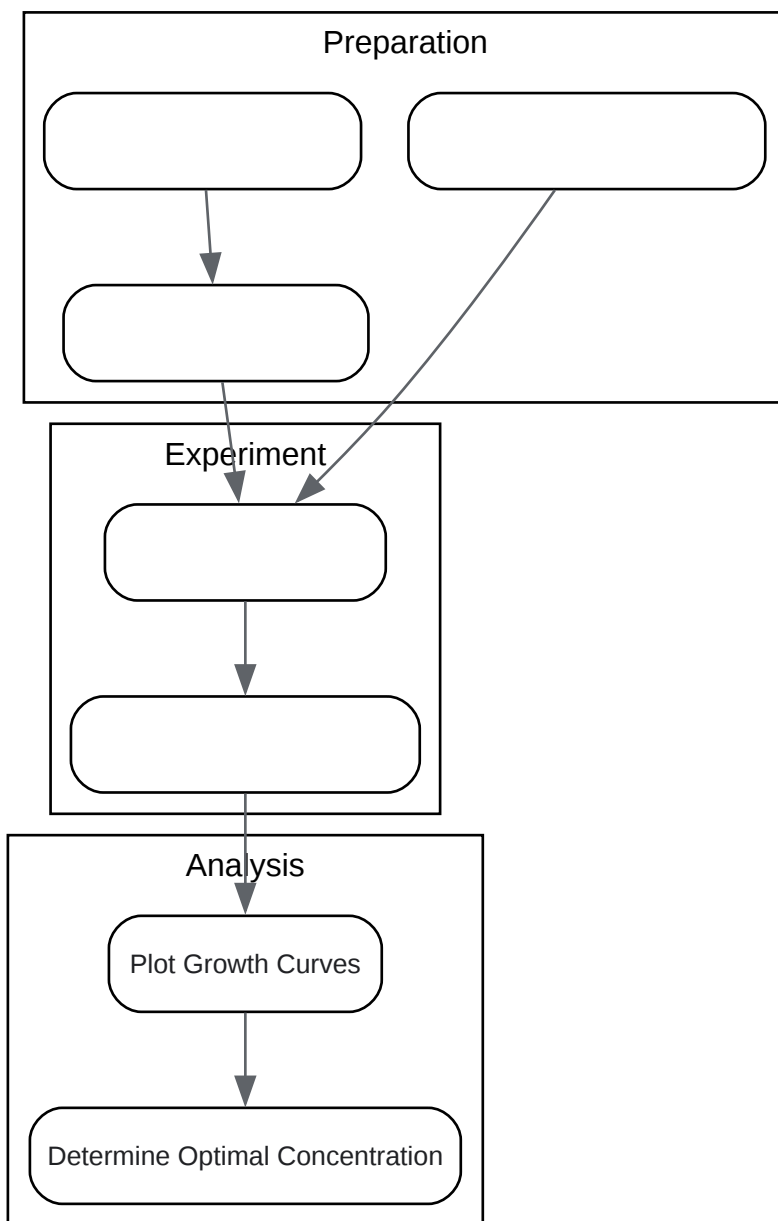 Preparation
Experiment
Analysis
Plot Growth Curves
Determine Optimal Concentration